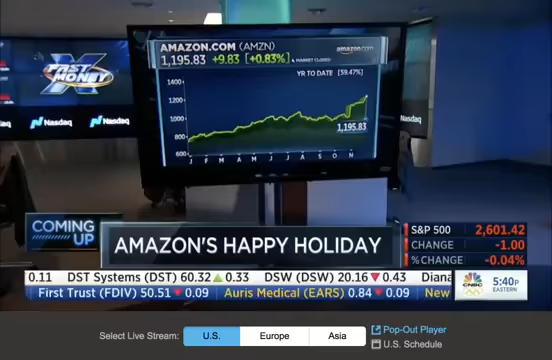 AMAZON.COM (AMZN)
amazon.com
1,195.83 +9.83 [+0.83%] ▲ MARKET CLOSED
YR TO DATE [59.47%]
1400
1200
1000
800
600
1,195.83
J F M A M J J A S O N
FAST
MONEY
Nasdaq
Nasdaq
daq
COMING
UP
AMAZON'S HAPPY HOLIDAY
S&P 500 2,601.42
CHANGE -1.00
%CHANGE -0.04%
0.11 DST Systems (DST) 60.32 ▲ 0.33 DSW (DSW) 20.16 ▼ 0.43 Diana
First Trust (FDIV) 50.51 ▼ 0.09 Auris Medical (EARS) 0.84 ▼ 0.09 New
CNBC
5:40P
EASTERN
Select Live Stream: U.S. Europe Asia
Pop-Out Player
U.S. Schedule